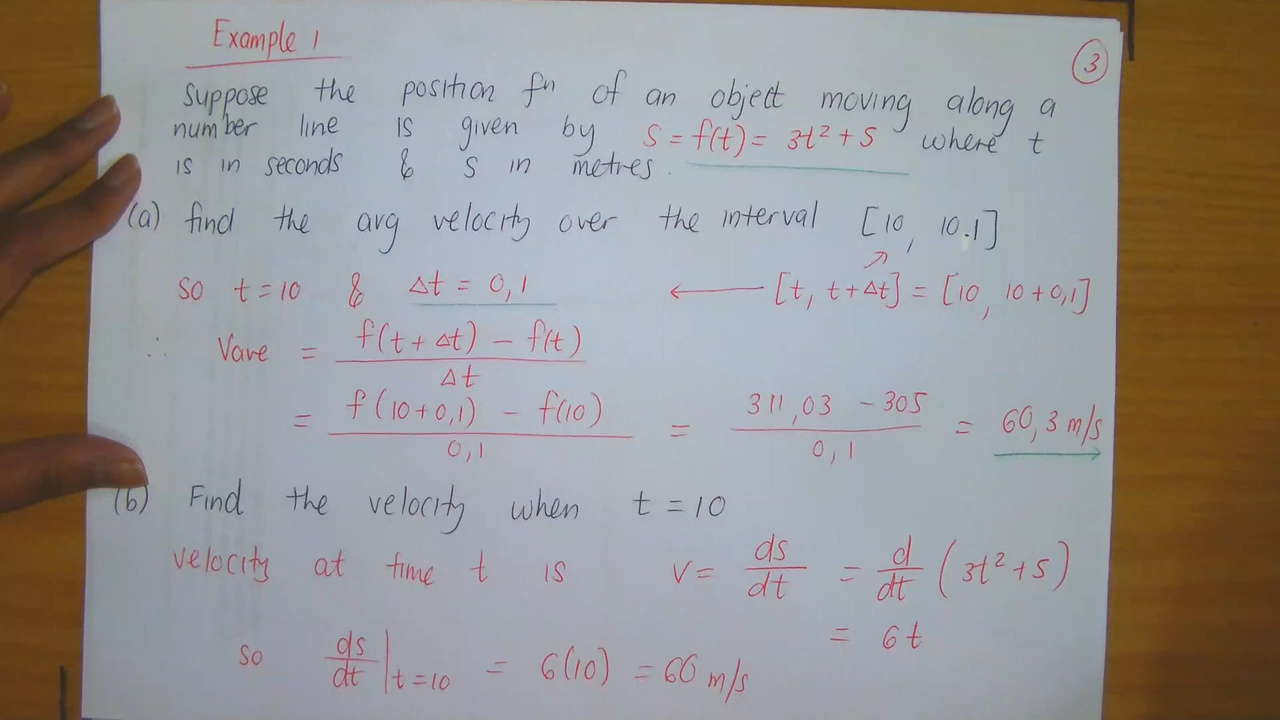 Example 1
3
Suppose the position fⁿ of an object moving along a
number line is given by S = f(t) = 3t² + 5 where t
is in seconds & s in metres.
(a) find the avg velocity over the interval [10, 10.1]
So t = 10 & Δt = 0,1 ← [t, t+Δt] = [10, 10+0,1]
∴ Vave = (f(t + Δt) − f(t)) / Δt
= (f(10+0,1) − f(10)) / 0,1 = (311,03 − 305) / 0,1 = 60,3 m/s
(b) Find the velocity when t = 10
velocity at time t is v = ds/dt = d/dt (3t² + 5)
= 6t
so ds/dt |t=10 = 6(10) = 60 m/s